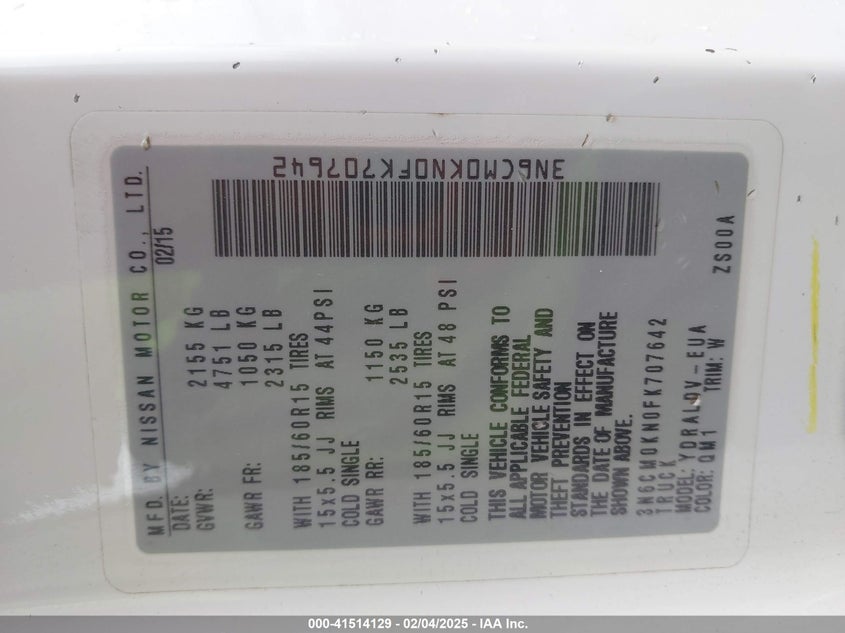 MFD. BY NISSAN MOTOR CO., LTD.
DATE: 02/15
GVWR: 2155 KG
4751 LB
GAWR FR: 1050 KG
2315 LB
WITH 185/60R15 TIRES
15x5.5 JJ RIMS AT 44PSI
COLD SINGLE
GAWR RR: 1150 KG
2535 LB
WITH 185/60R15 TIRES
15x5.5 JJ RIMS AT 48 PSI
COLD SINGLE
THIS VEHICLE CONFORMS TO
ALL APPLICABLE FEDERAL
MOTOR VEHICLE SAFETY AND
THEFT PREVENTION
STANDARDS IN EFFECT ON
THE DATE OF MANUFACTURE
SHOWN ABOVE.
3N6CM0KN0FK707642
TRUCK
MODEL: YDRALDV-EUA
COLOR: QM1 TRIM: W
ZS00A
3N6CM0KN0FK707642
000-41514129 - 02/04/2025 - IAA Inc.